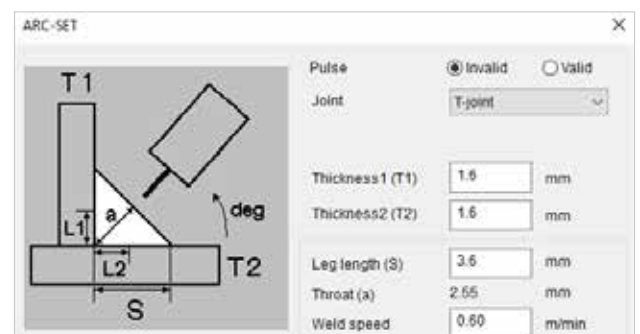 ARC-SET
Pulse Invalid Valid
Joint T-joint
Thickness1 (T1) 1.6 mm
Thickness2 (T2) 1.6 mm
Leg length (S) 3.6 mm
Throat (a) 2.55 mm
Weld speed 0.60 m/min
T1
a
deg
L1
L2
T2
S